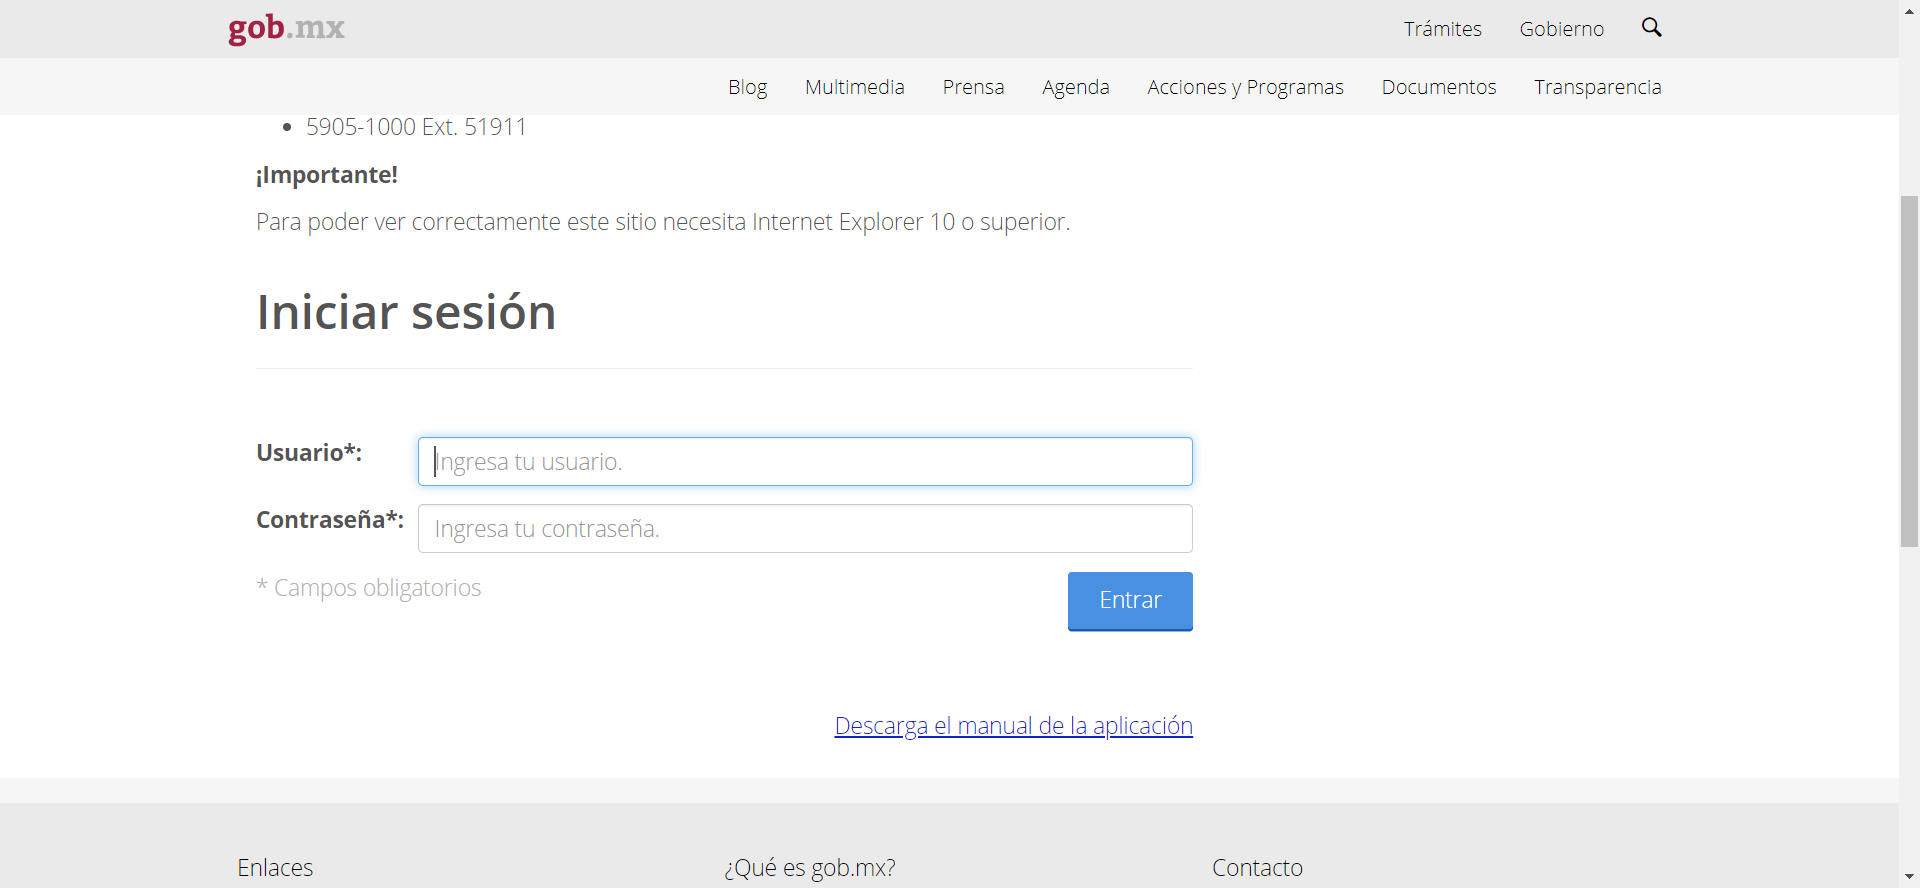 gob.mx
Trámites Gobierno
Blog Multimedia Prensa Agenda Acciones y Programas Documentos Transparencia
• 5905-1000 Ext. 51911
¡Importante!
Para poder ver correctamente este sitio necesita Internet Explorer 10 o superior.
Iniciar sesión
Usuario*: Ingresa tu usuario.
Contraseña*: Ingresa tu contraseña.
* Campos obligatorios Entrar
Descarga el manual de la aplicación
Enlaces ¿Qué es gob.mx? Contacto